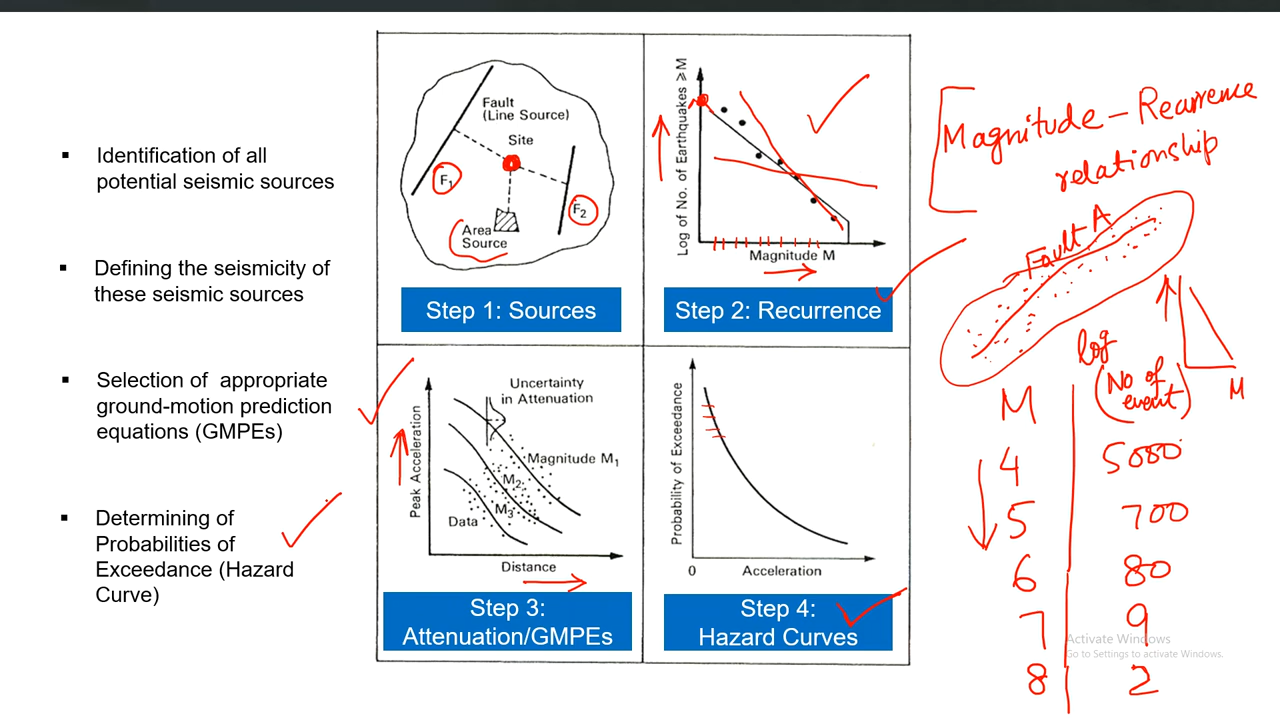 Identification of all
potential seismic sources
Defining the seismicity of
these seismic sources
Selection of appropriate
ground-motion prediction
equations (GMPEs)
Determining of
Probabilities of
Exceedance (Hazard
Curve)
Fault
(Line Source)
Site
F1
F2
Area
Source
Step 1: Sources
Log of No. of Earthquakes ≥ M
Magnitude M
Step 2: Recurrence
Peak Acceleration
Uncertainty
in Attenuation
Magnitude M1
M2
M3
Data
Distance
Step 3:
Attenuation/GMPEs
Probability of Exceedance
0
Acceleration
Step 4:
Hazard Curves
Magnitude - Recurrence
relationship
Fault A
M
log
M (No of
event)
4 5080
5 700
6 80
7 9
8 2
Activate Windows
Go to Settings to activate Windows.